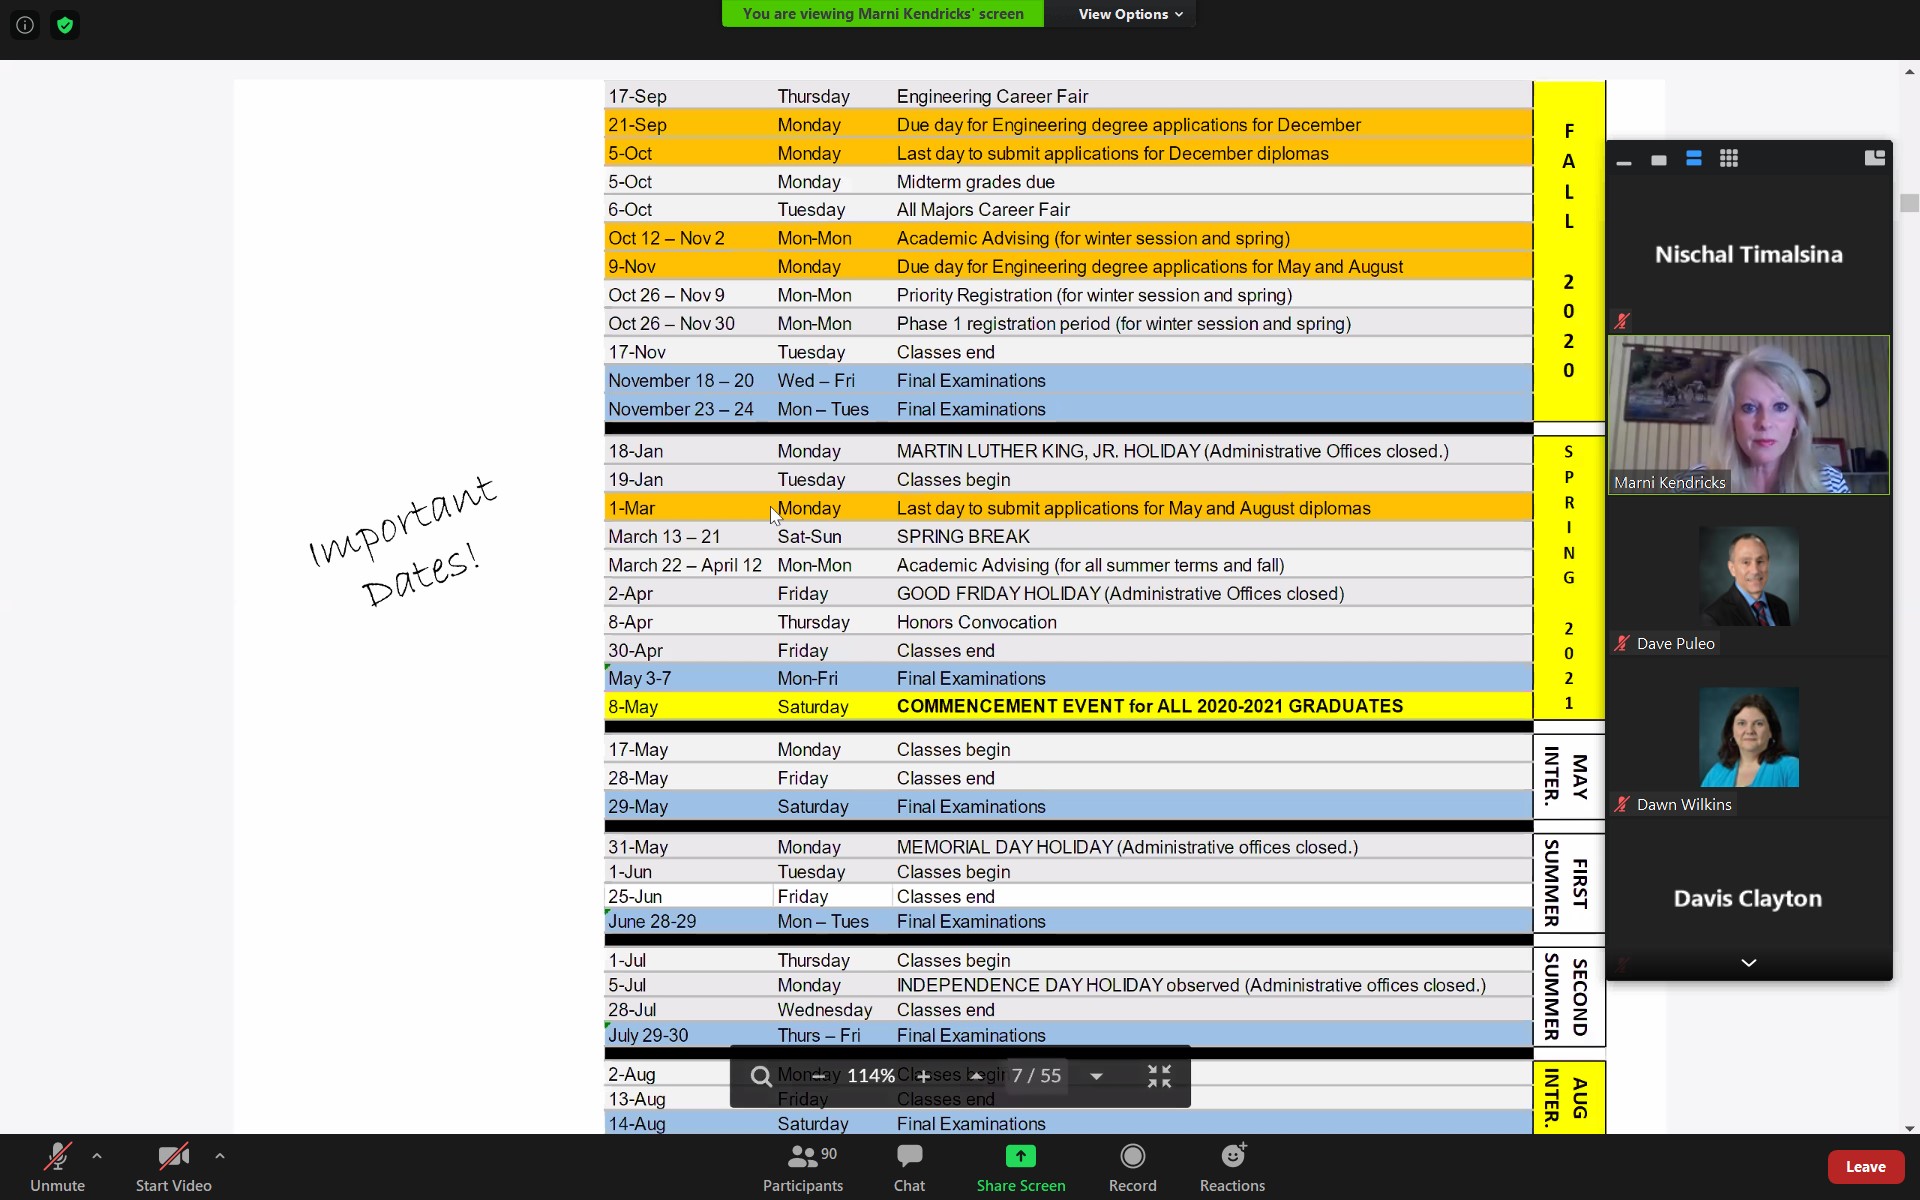 You are viewing Marni Kendricks' screen
View Options
17-Sep Thursday Engineering Career Fair
21-Sep Monday Due day for Engineering degree applications for December
5-Oct Monday Last day to submit applications for December diplomas
5-Oct Monday Midterm grades due
6-Oct Tuesday All Majors Career Fair
Oct 12 – Nov 2 Mon-Mon Academic Advising (for winter session and spring)
9-Nov Monday Due day for Engineering degree applications for May and August
Oct 26 – Nov 9 Mon-Mon Priority Registration (for winter session and spring)
Oct 26 – Nov 30 Mon-Mon Phase 1 registration period (for winter session and spring)
17-Nov Tuesday Classes end
November 18 – 20 Wed – Fri Final Examinations
November 23 – 24 Mon – Tues Final Examinations
FALL 2020
18-Jan Monday MARTIN LUTHER KING, JR. HOLIDAY (Administrative Offices closed.)
19-Jan Tuesday Classes begin
1-Mar Monday Last day to submit applications for May and August diplomas
March 13 – 21 Sat-Sun SPRING BREAK
March 22 – April 12 Mon-Mon Academic Advising (for all summer terms and fall)
2-Apr Friday GOOD FRIDAY HOLIDAY (Administrative Offices closed)
8-Apr Thursday Honors Convocation
30-Apr Friday Classes end
May 3-7 Mon-Fri Final Examinations
8-May Saturday COMMENCEMENT EVENT for ALL 2020-2021 GRADUATES
SPRING 2021
17-May Monday Classes begin
28-May Friday Classes end
29-May Saturday Final Examinations
MAY INTER.
31-May Monday MEMORIAL DAY HOLIDAY (Administrative offices closed.)
1-Jun Tuesday Classes begin
25-Jun Friday Classes end
June 28-29 Mon – Tues Final Examinations
FIRST SUMMER
1-Jul Thursday Classes begin
5-Jul Monday INDEPENDENCE DAY HOLIDAY observed (Administrative offices closed.)
28-Jul Wednesday Classes end
July 29-30 Thurs – Fri Final Examinations
SECOND SUMMER
2-Aug Monday Classes begin
13-Aug Friday Classes end
14-Aug Saturday Final Examinations
AUG INTER.
Important
Dates!
114%
7 / 55
Nischal Timalsina
Marni Kendricks
Dave Puleo
Dawn Wilkins
Davis Clayton
Unmute
Start Video
90
Participants
Chat
Share Screen
Record
Reactions
Leave